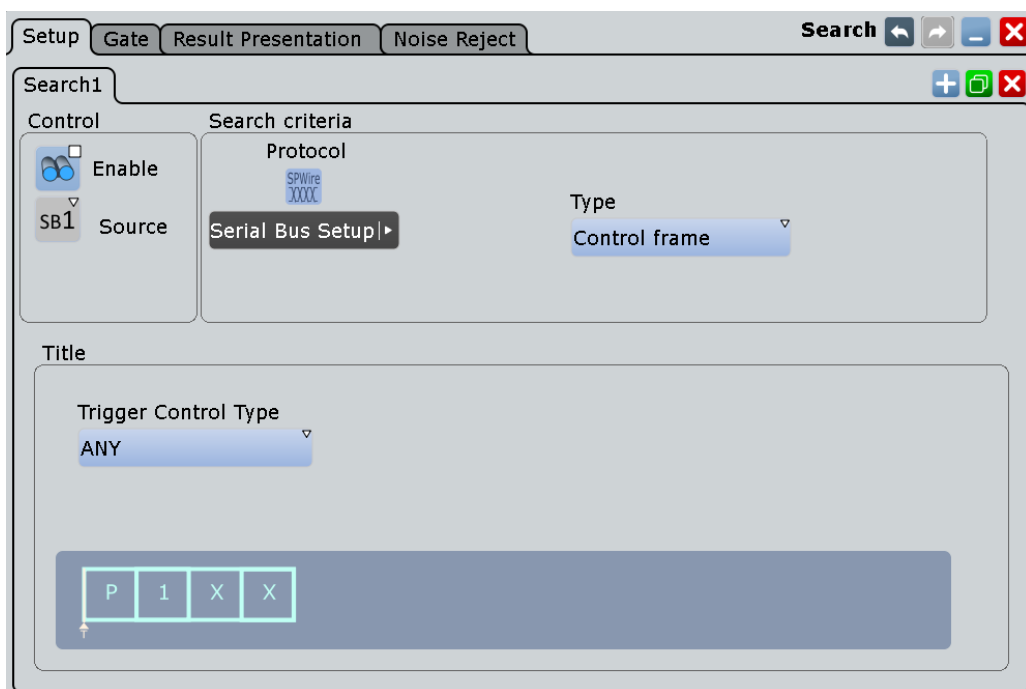 Setup Gate Result Presentation Noise Reject Search
Search1
Control Search criteria
Protocol
Enable
SPWire
XXXX
Type
SB1 Source
Serial Bus Setup
Control frame
Title
Trigger Control Type
ANY
P 1 X X